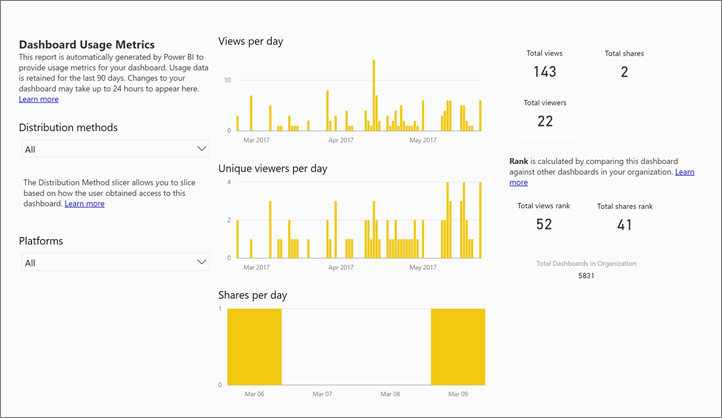 Dashboard Usage Metrics
This report is automatically generated by Power BI to
provide usage metrics for your dashboard. Usage data
is retained for the last 90 days. Changes to your
dashboard may take up to 24 hours to appear here.
Learn more
Distribution methods
All
The Distribution Method slicer allows you to slice
based on how the user obtained access to this
dashboard. Learn more
Platforms
All
Views per day
10
0
Mar 2017 Apr 2017 May 2017
Unique viewers per day
4
2
0
Mar 2017 Apr 2017 May 2017
Shares per day
1
0
Mar 06 Mar 07 Mar 08 Mar 09
Total views Total shares
143 2
Total viewers
22
Rank is calculated by comparing this dashboard
against other dashboards in your organization. Learn
more
Total views rank Total shares rank
52 41
Total Dashboards in Organization
5831